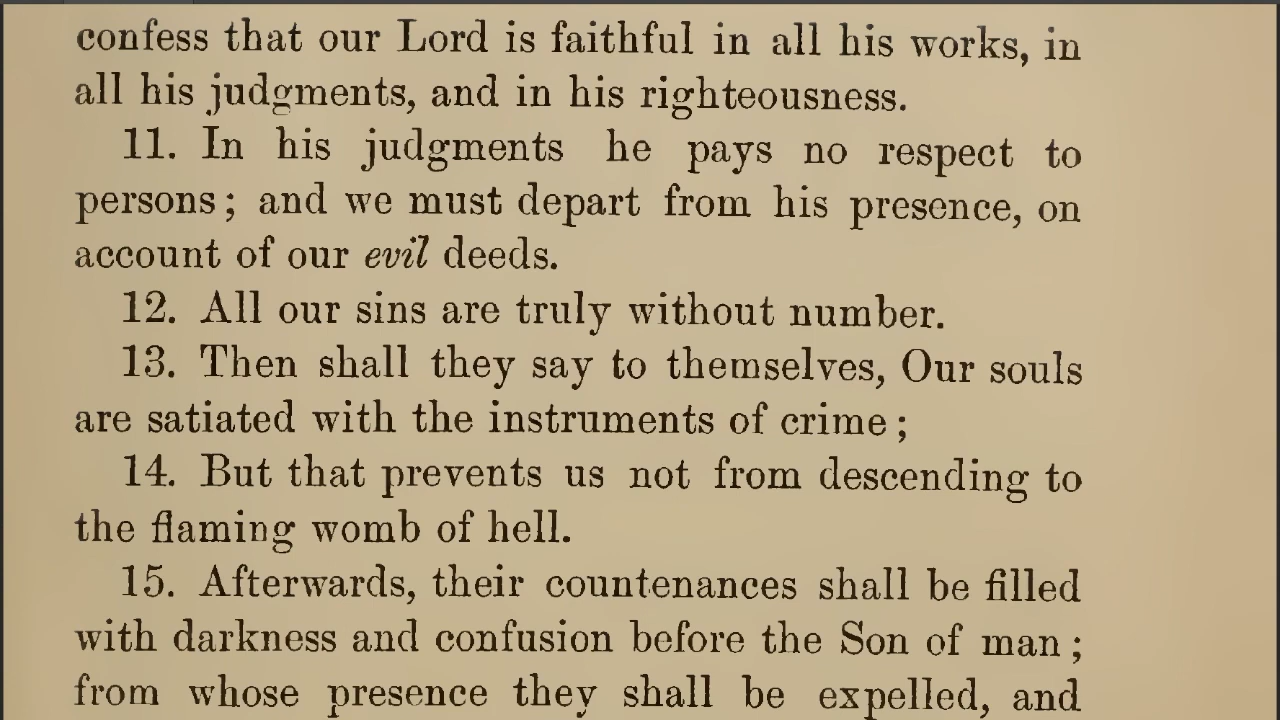 confess that our Lord is faithful in all his works, in
all his judgments, and in his righteousness.
11. In his judgments he pays no respect to
persons; and we must depart from his presence, on
account of our evil deeds.
12. All our sins are truly without number.
13. Then shall they say to themselves, Our souls
are satiated with the instruments of crime;
14. But that prevents us not from descending to
the flaming womb of hell.
15. Afterwards, their countenances shall be filled
with darkness and confusion before the Son of man;
from whose presence they shall be expelled, and